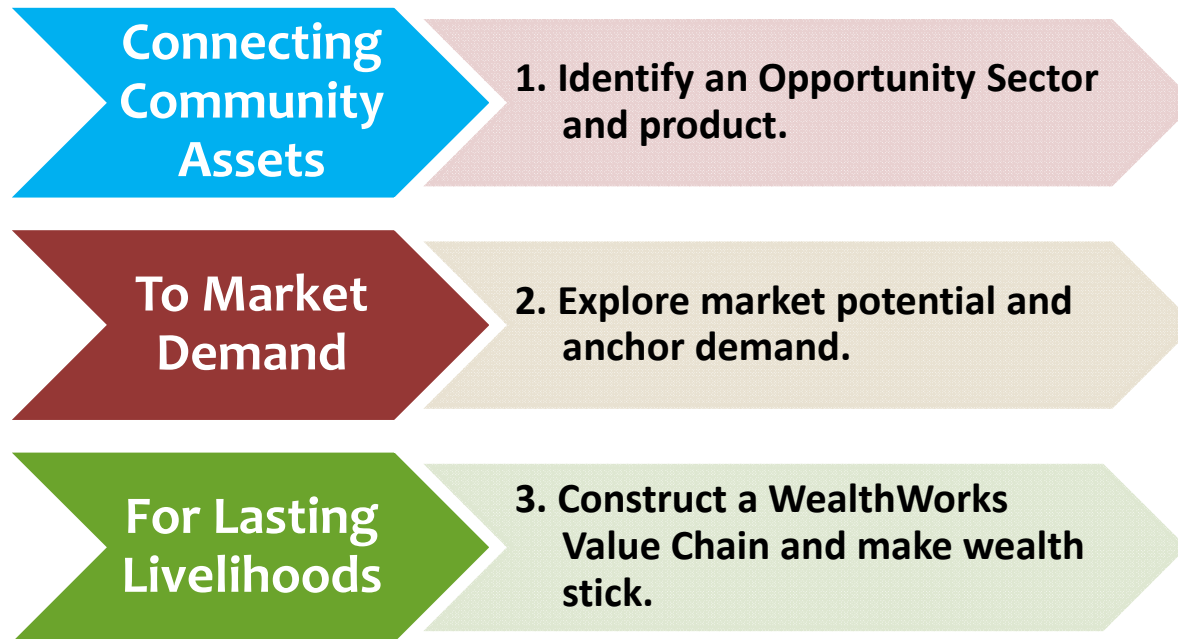 Connecting
Community
Assets
1. Identify an Opportunity Sector
and product.
To Market
Demand
2. Explore market potential and
anchor demand.
For Lasting
Livelihoods
3. Construct a WealthWorks
Value Chain and make wealth
stick.